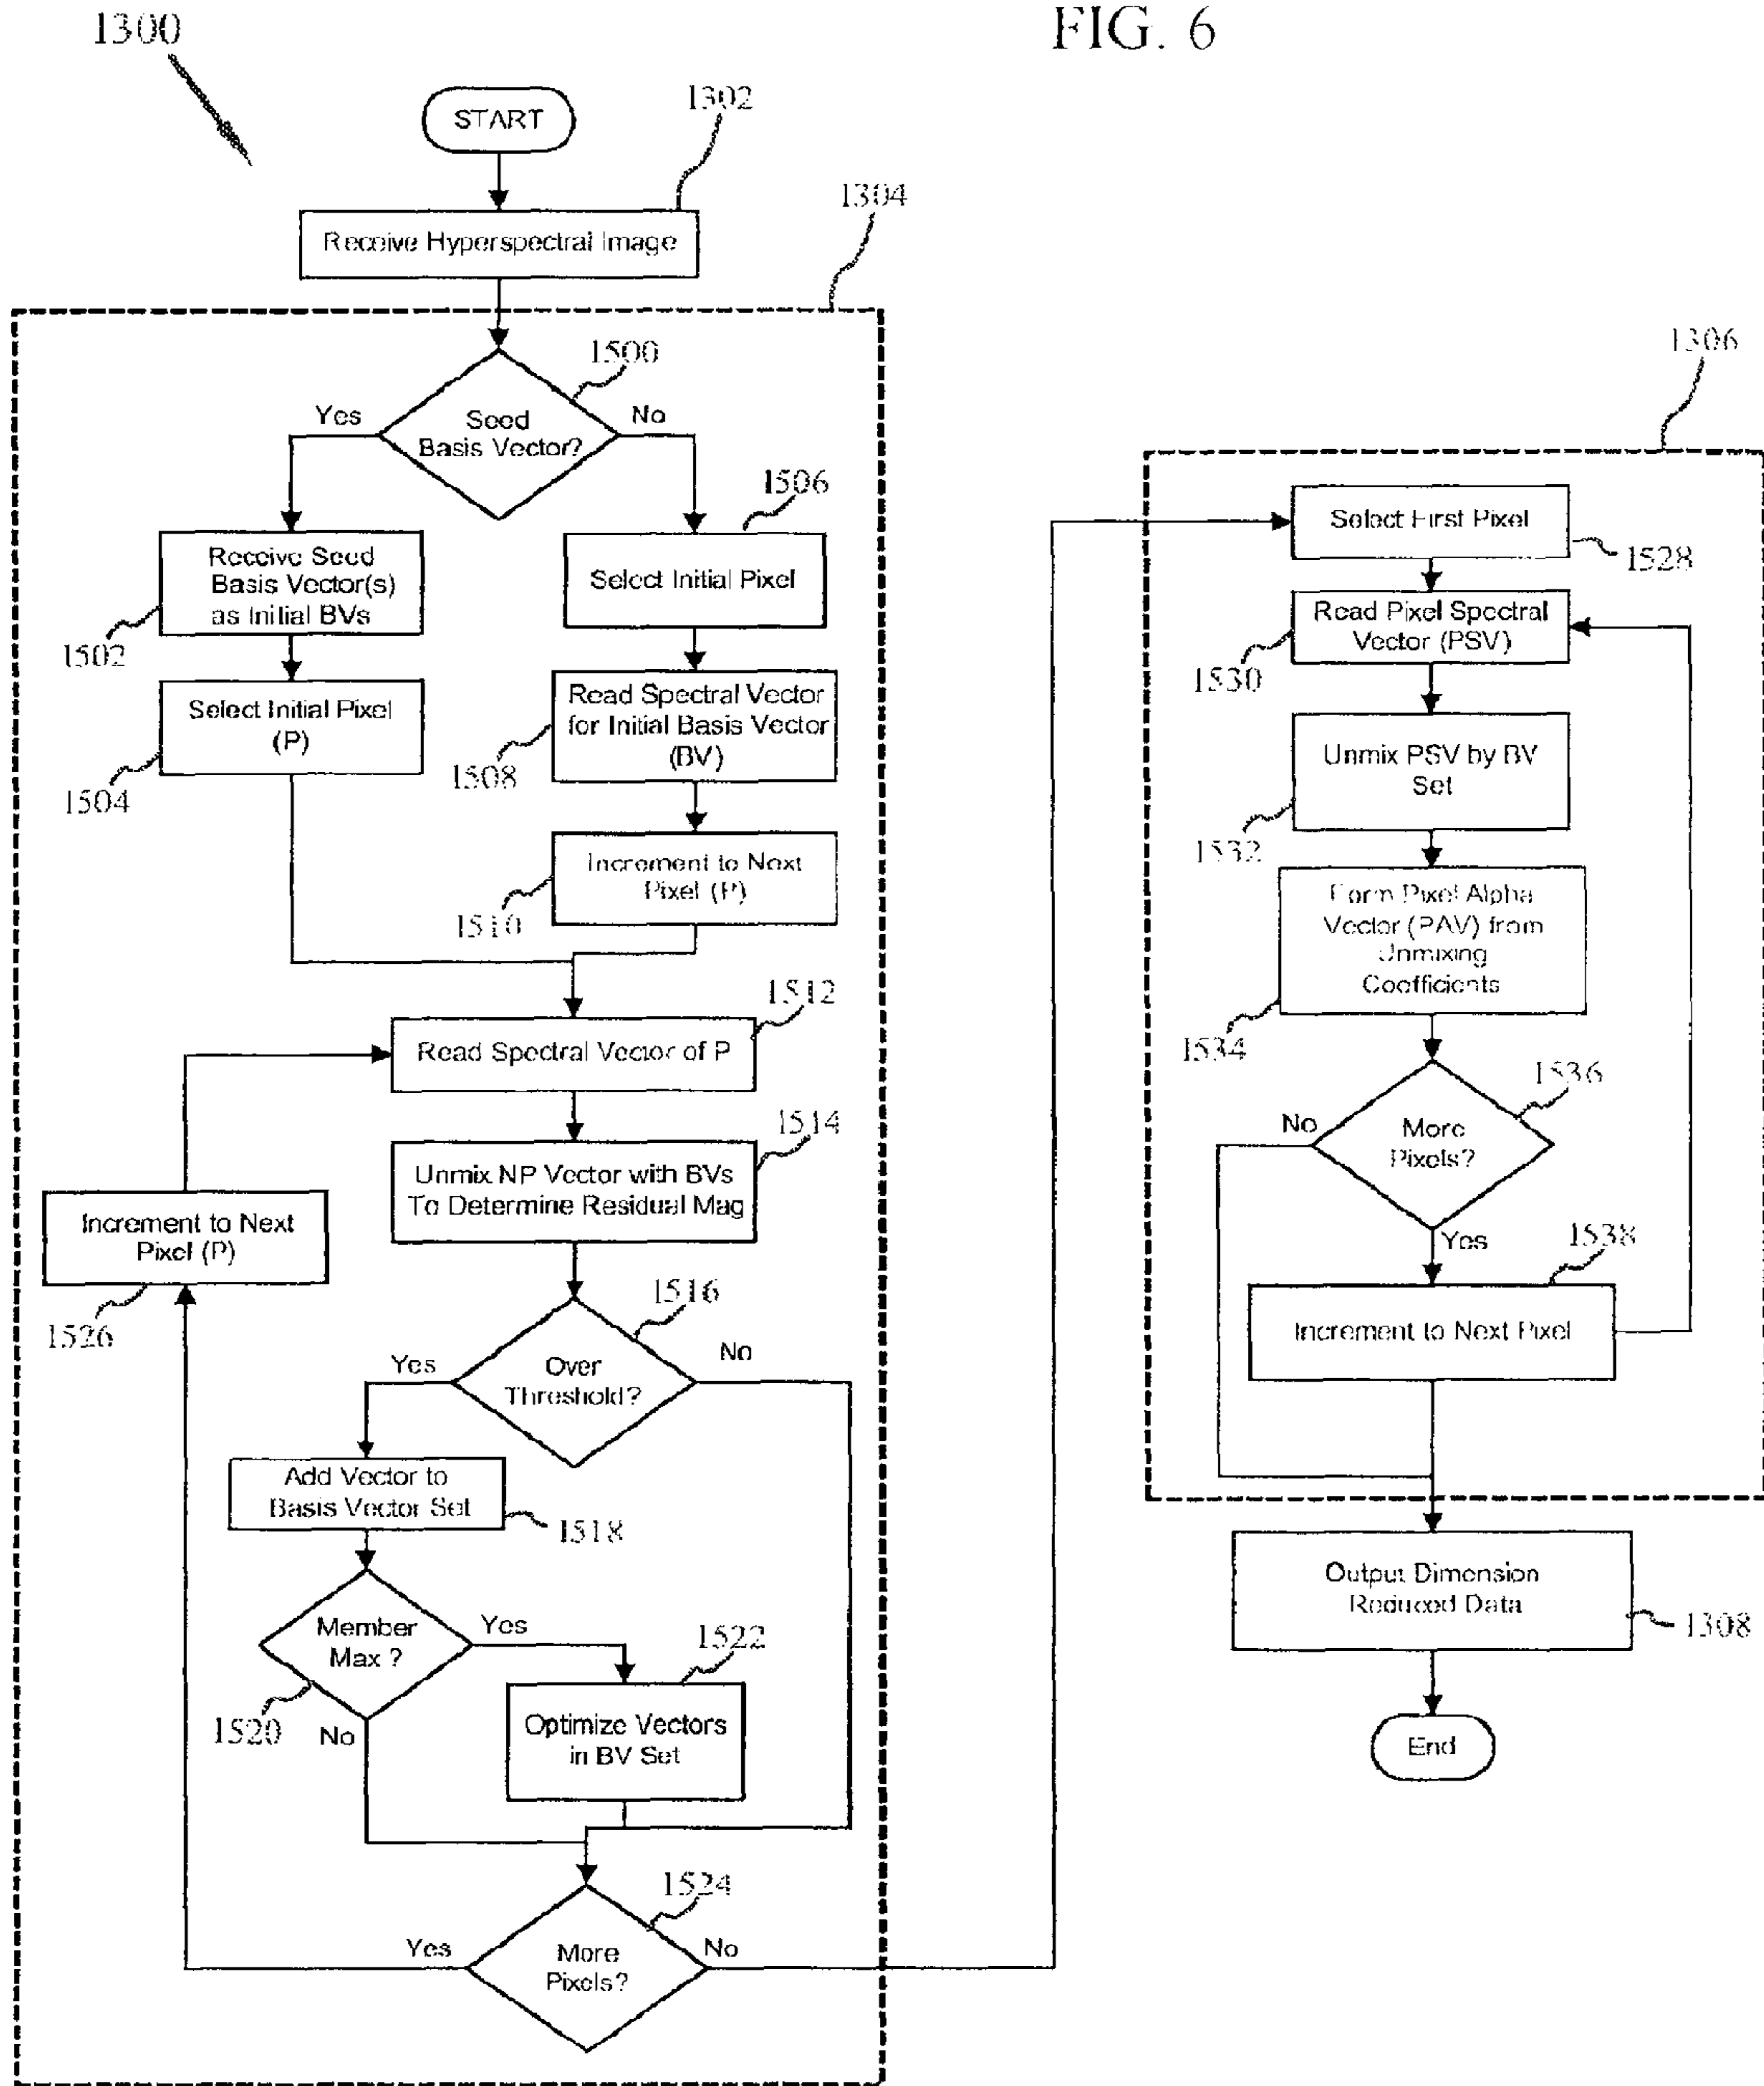 1300
FIG. 6
START
1302
Receive Hyperspectral Image
1304
1500
Seed
Basis Vector?
Yes
No
Receive Seed
Basis Vector(s)
as Initial BVs
1502
Select Initial Pixel
(P)
1504
1506
Select Initial Pixel
Read Spectral Vector
for Initial Basis Vector
(BV)
1508
Increment to Next
Pixel (P)
1510
1512
Read Spectral Vector of P
1514
Unmix NP Vector with BVs
To Determine Residual Mag
Increment to Next
Pixel (P)
1526
1516
Yes
Over
Threshold?
No
Add Vector to
Basis Vector Set
1518
Member
Max ?
Yes
1520
No
1522
Optimize Vectors
in BV Set
1524
Yes
More
Pixels?
No
1306
Select First Pixel
1528
Read Pixel Spectral
Vector (PSV)
1530
Unmix PSV by BV
Set
1532
Form Pixel Alpha
Vector (PAV) from
Unmixing
Coefficients
1534
1536
No
More
Pixels?
Yes
1538
Increment to Next Pixel
Output Dimension
Reduced Data
1308
End